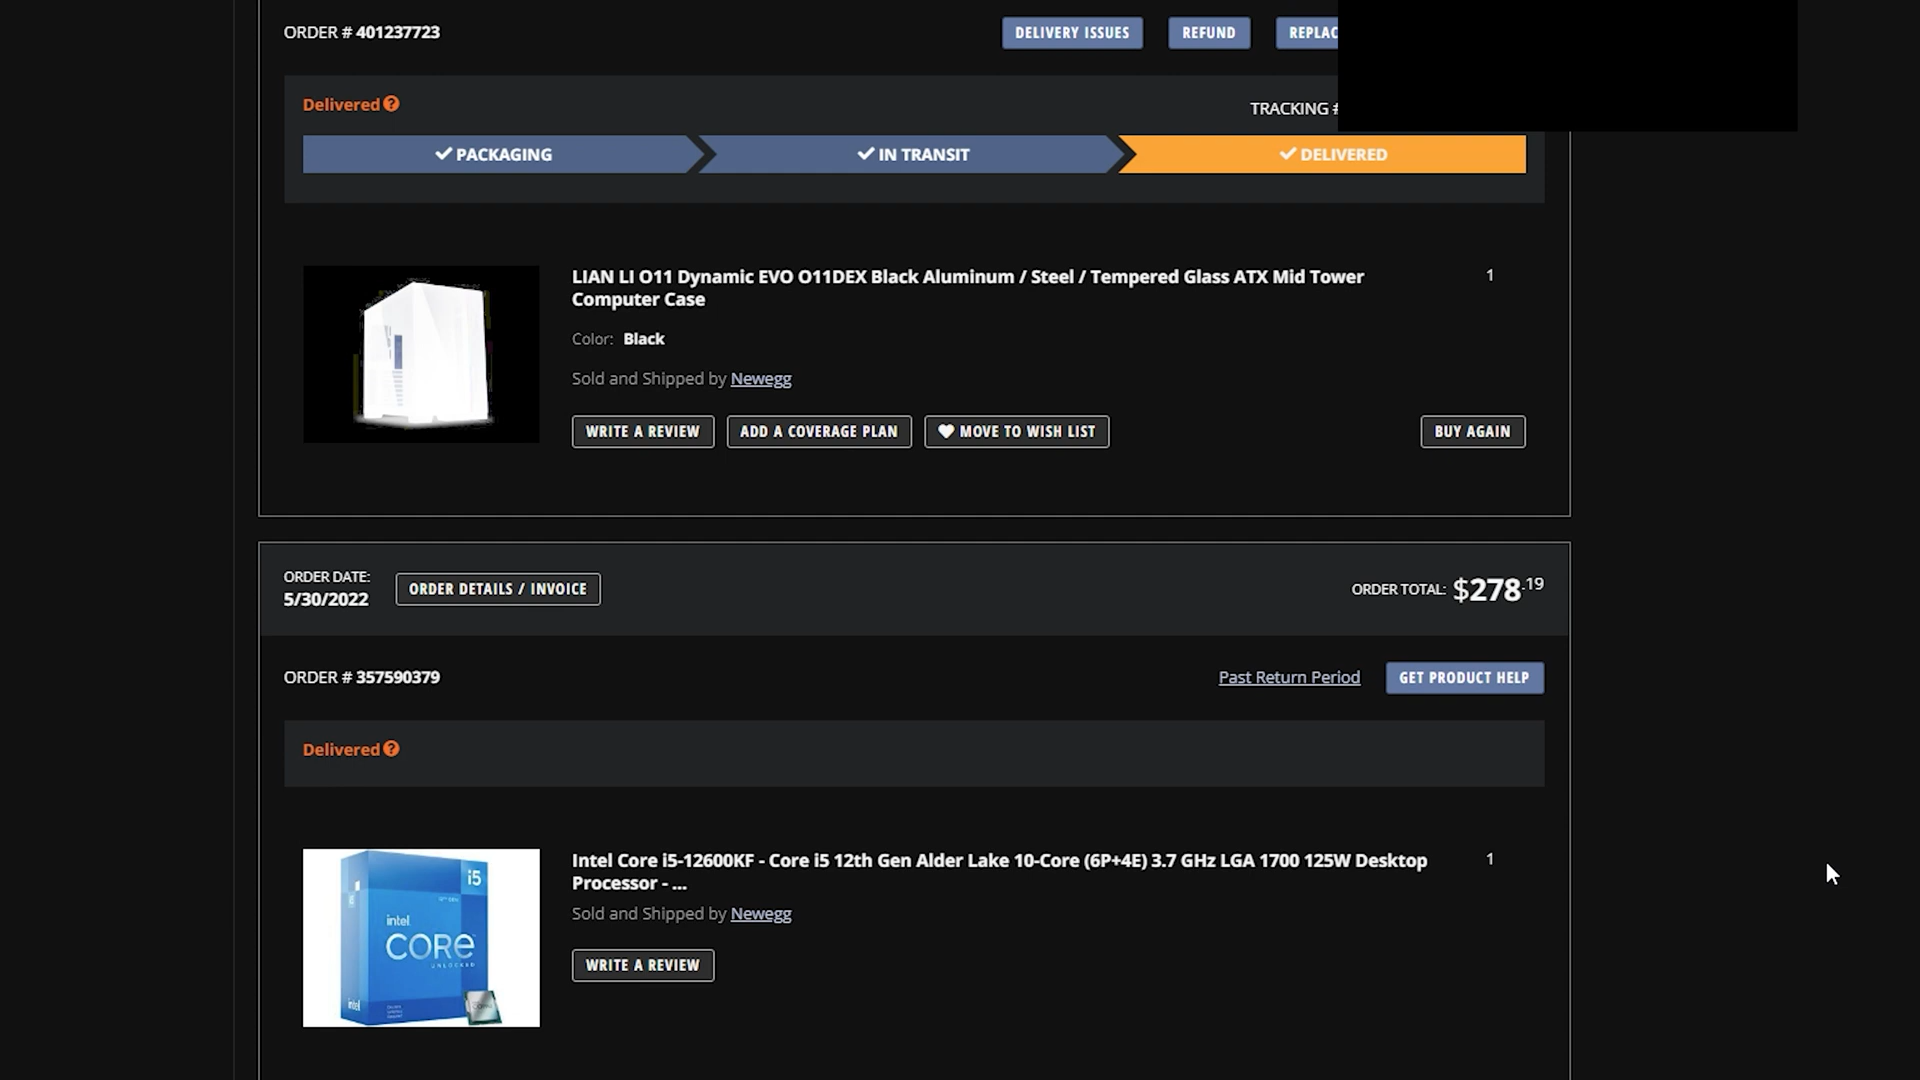 ORDER # 401237723
DELIVERY ISSUES
REFUND
REPLAC
Delivered
TRACKING #
PACKAGING
IN TRANSIT
DELIVERED
LIAN LI O11 Dynamic EVO O11DEX Black Aluminum / Steel / Tempered Glass ATX Mid Tower
Computer Case
1
Color: Black
Sold and Shipped by Newegg
WRITE A REVIEW
ADD A COVERAGE PLAN
MOVE TO WISH LIST
BUY AGAIN
ORDER DATE:
5/30/2022
ORDER DETAILS / INVOICE
ORDER TOTAL: $278.19
ORDER # 357590379
Past Return Period
GET PRODUCT HELP
Delivered
Intel Core i5-12600KF - Core i5 12th Gen Alder Lake 10-Core (6P+4E) 3.7 GHz LGA 1700 125W Desktop
Processor - ...
1
Sold and Shipped by Newegg
WRITE A REVIEW
i5
intel
CORE
UNLOCKED
intel